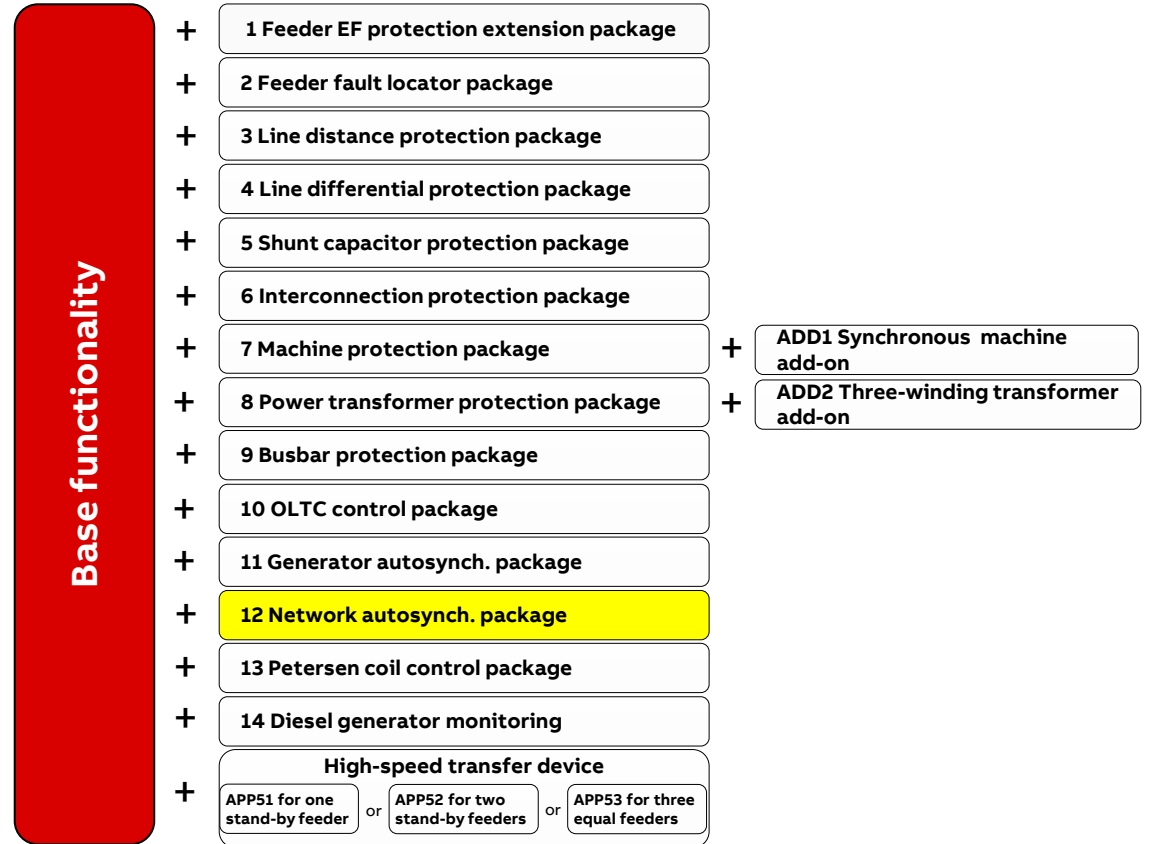 Base functionality
+ 1 Feeder EF protection extension package
+ 2 Feeder fault locator package
+ 3 Line distance protection package
+ 4 Line differential protection package
+ 5 Shunt capacitor protection package
+ 6 Interconnection protection package
+ 7 Machine protection package + ADD1 Synchronous machine
add-on
+ 8 Power transformer protection package + ADD2 Three-winding transformer
add-on
+ 9 Busbar protection package
+ 10 OLTC control package
+ 11 Generator autosynch. package
+ 12 Network autosynch. package
+ 13 Petersen coil control package
+ 14 Diesel generator monitoring
+ High-speed transfer device
APP51 for one
stand-by feeder
or
APP52 for two
stand-by feeders
or
APP53 for three
equal feeders